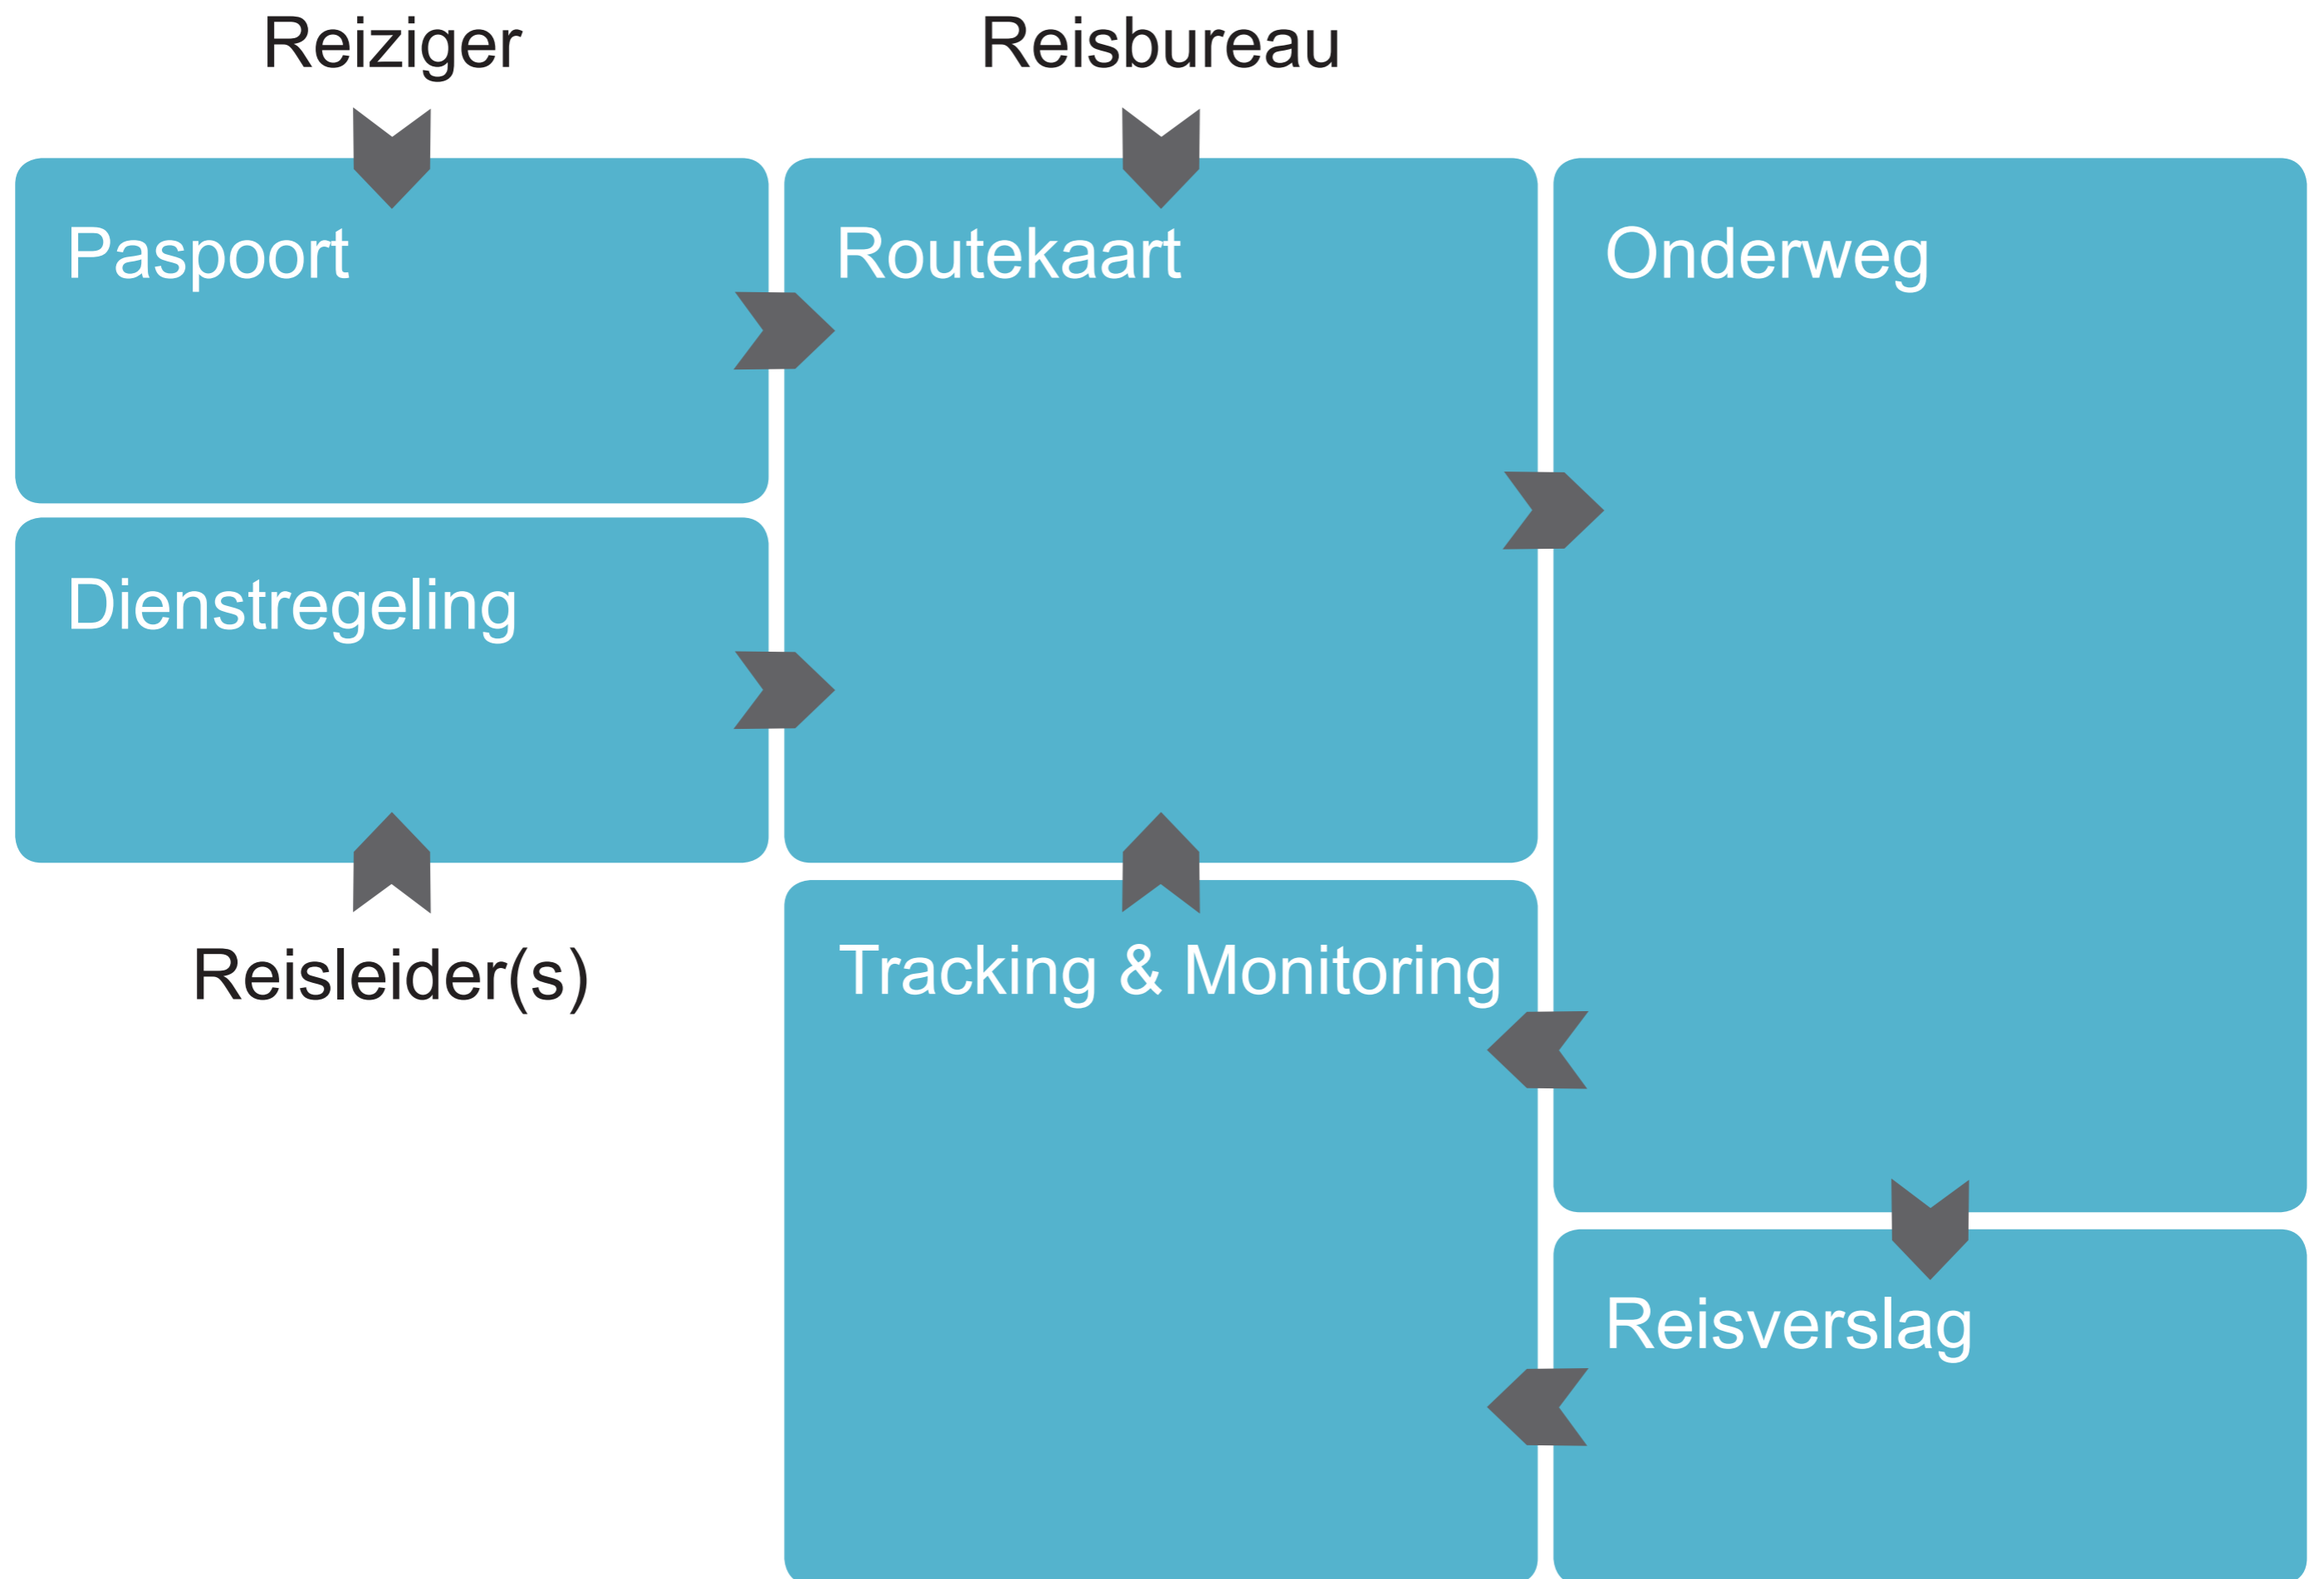 Reiziger
Reisbureau
Paspoort
Routekaart
Onderweg
Dienstregeling
Reisleider(s)
Tracking & Monitoring
Reisverslag